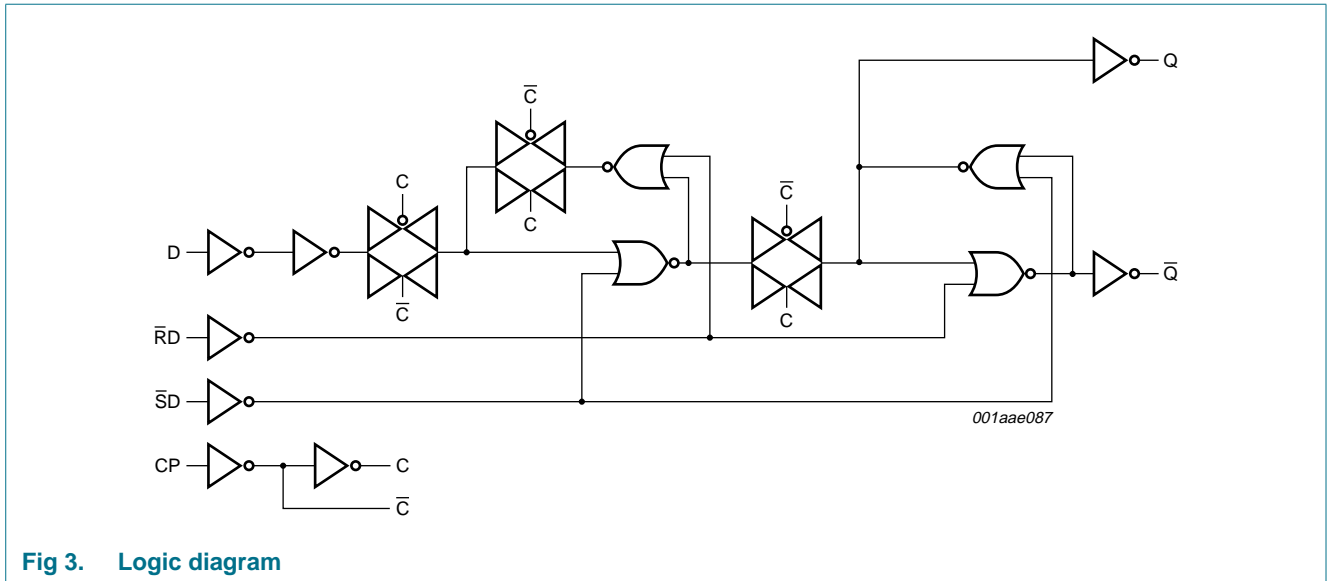 Q
C̅
C
C̅
C
D
C̅
C
Q̅
R̅D
S̅D
001aae087
CP
C
C̅
Fig 3. Logic diagram